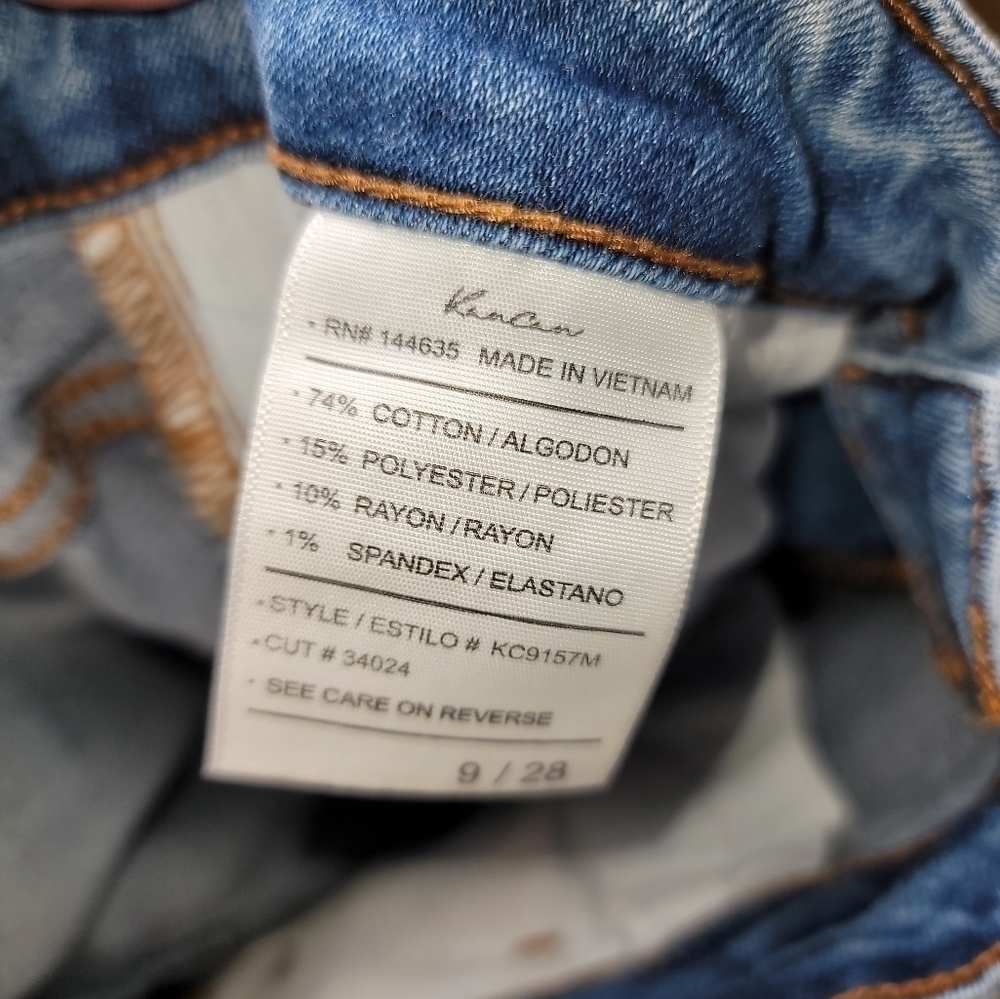 KanCan
• RN# 144635 MADE IN VIETNAM
• 74% COTTON / ALGODON
• 15% POLYESTER / POLIESTER
• 10% RAYON / RAYON
• 1% SPANDEX / ELASTANO
• STYLE / ESTILO # KC9157M
• CUT # 34024
• SEE CARE ON REVERSE
9 / 28